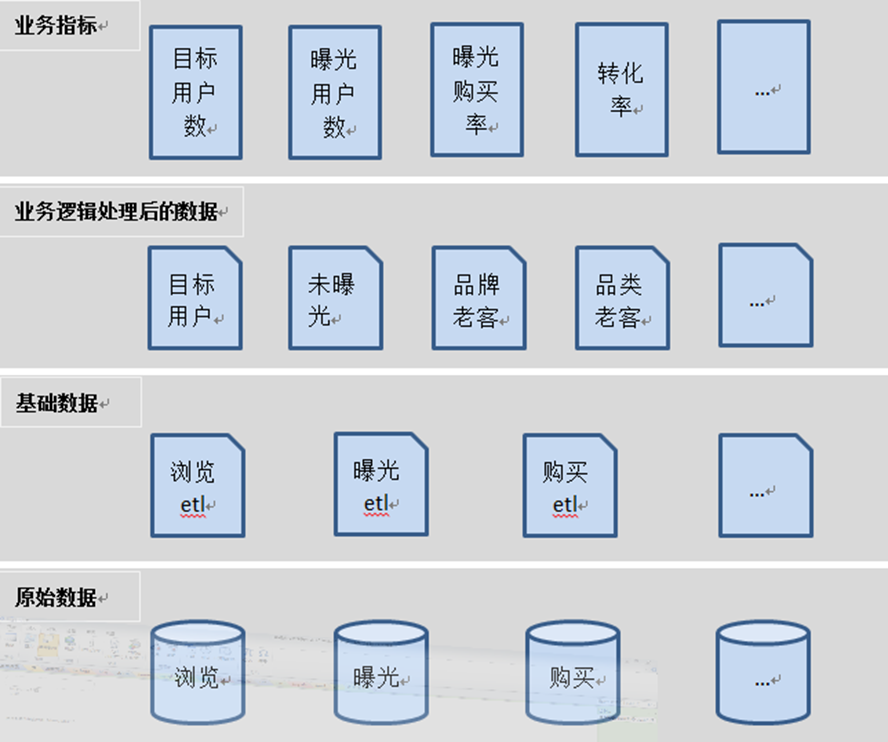 业务指标
目标
用户
数
曝光
用户
数
曝光
购买
率
转化
率
...
业务逻辑处理后的数据
目标
用户
未曝
光
品牌
老客
品类
老客
...
基础数据
浏览
etl
曝光
etl
购买
etl
...
原始数据
浏览
曝光
购买
...